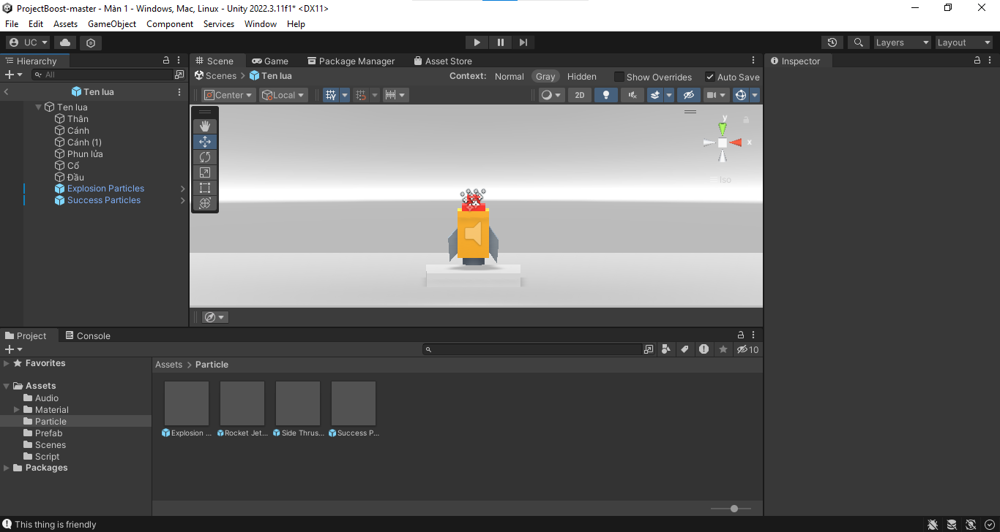 ProjectBoost-master - Màn 1 - Windows, Mac, Linux - Unity 2022.3.11f1* <DX11>
File Edit Assets GameObject Component Services Window Help
UC Layers Layout
Hierarchy
All
Ten lua
Ten lua
Thân
Cánh
Cánh (1)
Phun lửa
Cổ
Đầu
Explosion Particles
Success Particles
Scene Game Package Manager Asset Store
Scenes Ten lua Context: Normal Gray Hidden Show Overrides Auto Save
Center Local 2D
y
x
Iso
Inspector
Project Console
10
Favorites
Assets
Audio
Material
Particle
Prefab
Scenes
Script
Packages
Assets > Particle
Explosion ... Rocket Jet... Side Thrus... Success P...
This thing is friendly